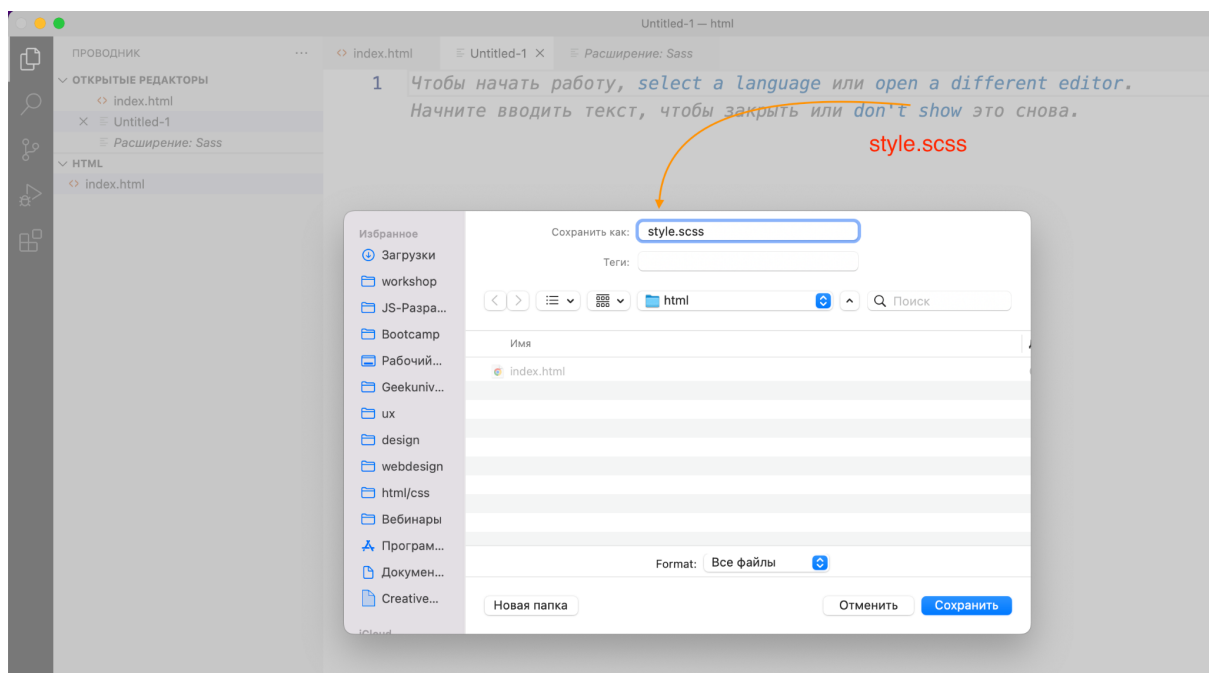 Untitled-1 — html
ПРОВОДНИК ···
index.html Untitled-1 × Расширение: Sass
ОТКРЫТЫЕ РЕДАКТОРЫ
index.html
× Untitled-1
Расширение: Sass
HTML
index.html
1 Чтобы начать работу, select a language или open a different editor.
Начните вводить текст, чтобы закрыть или don't show это снова.
style.scss
Избранное
Загрузки
workshop
JS-Разра...
Bootcamp
Рабочий...
Geekuniv...
ux
design
webdesign
html/css
Вебинары
Програм...
Докумен...
Creative...
iCloud
Сохранить как: style.scss
Теги:
html Поиск
Имя
index.html
Format: Все файлы
Новая папка Отменить Сохранить